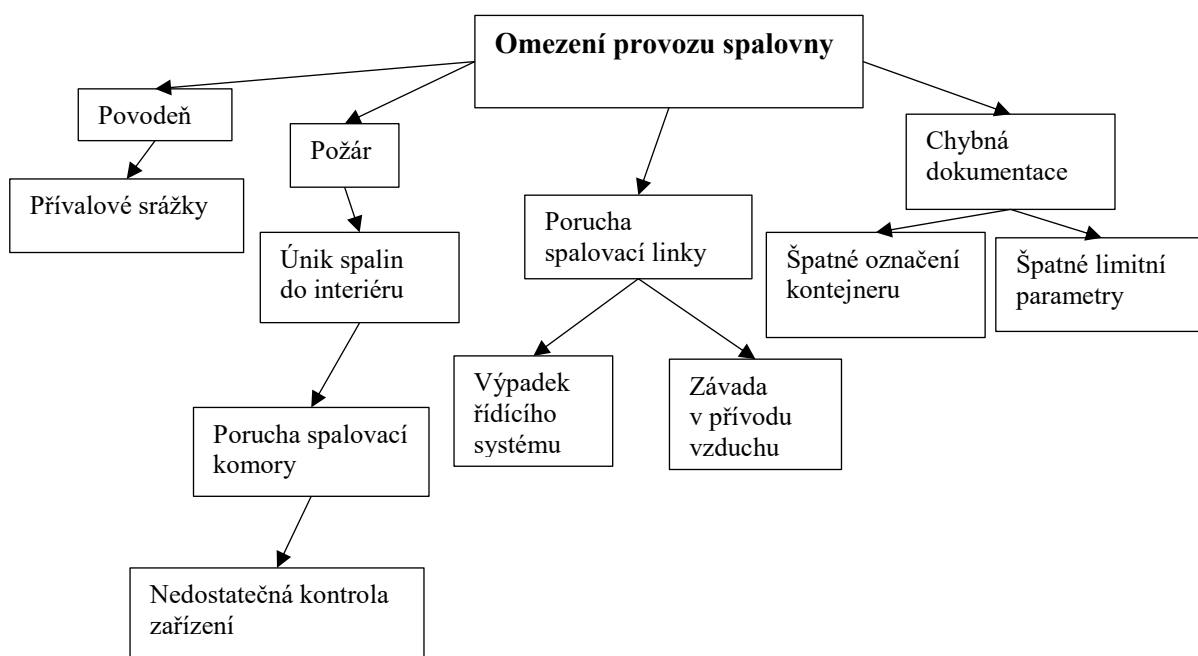 Omezení provozu spalovny
Povodeň
Požár
Chybná
dokumentace
Přívalové srážky
Porucha
spalovací linky
Únik spalin
do interiéru
Špatné označení
kontejneru
Špatné limitní
parametry
Výpadek
řídícího
systému
Závada
v přívodu
vzduchu
Porucha spalovací
komory
Nedostatečná kontrola
zařízení